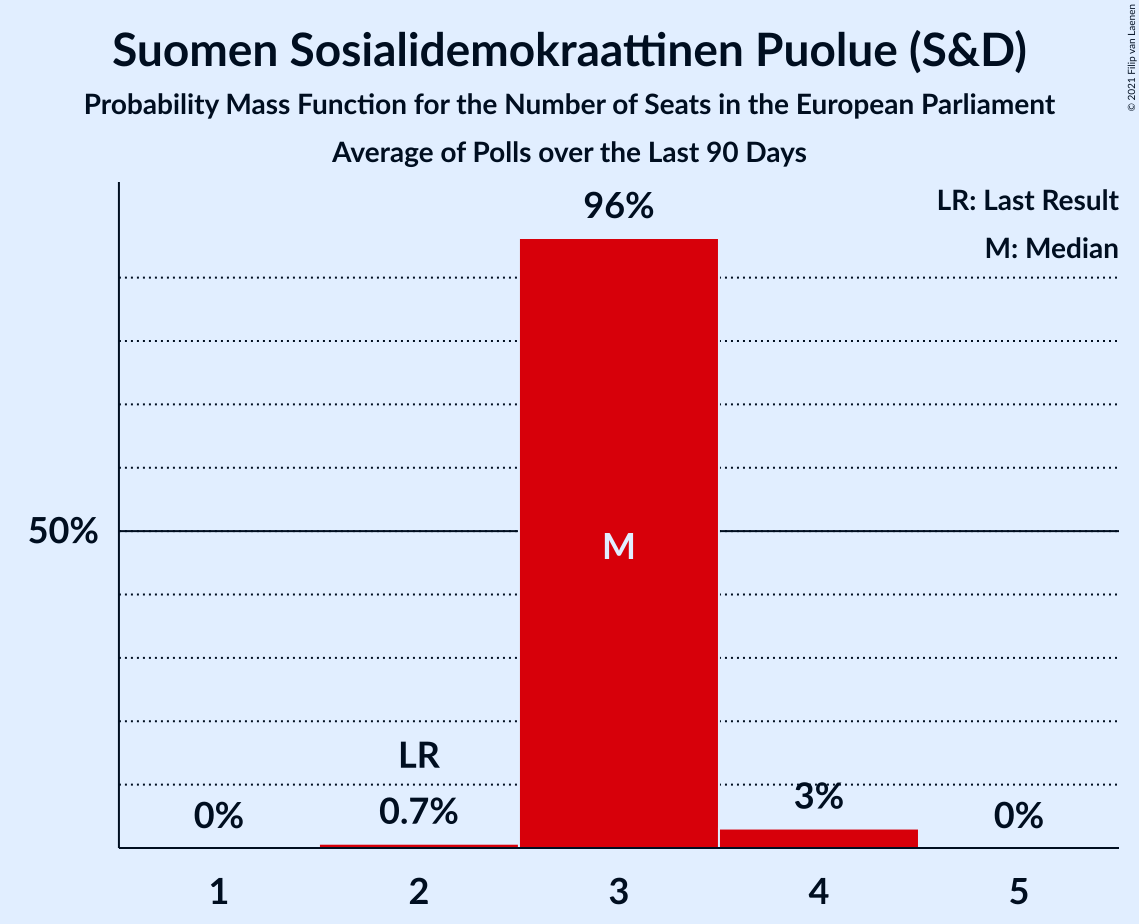 Suomen Sosialidemokraattinen Puolue (S&D)
Probability Mass Function for the Number of Seats in the European Parliament
Average of Polls over the Last 90 Days
© 2021 Filip van Laenen
LR: Last Result
M: Median
96%
50%
M
LR
0%
0.7%
3%
0%
1
2
3
4
5